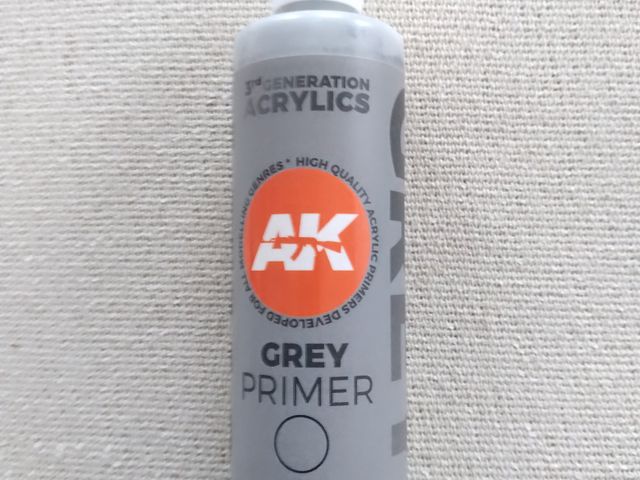 3rd GENERATION
ACRYLICS
HIGH QUALITY ACRYLIC PRIMERS DEVELOPED FOR ALL MODELLING GENRES *
AK
GREY
PRIMER